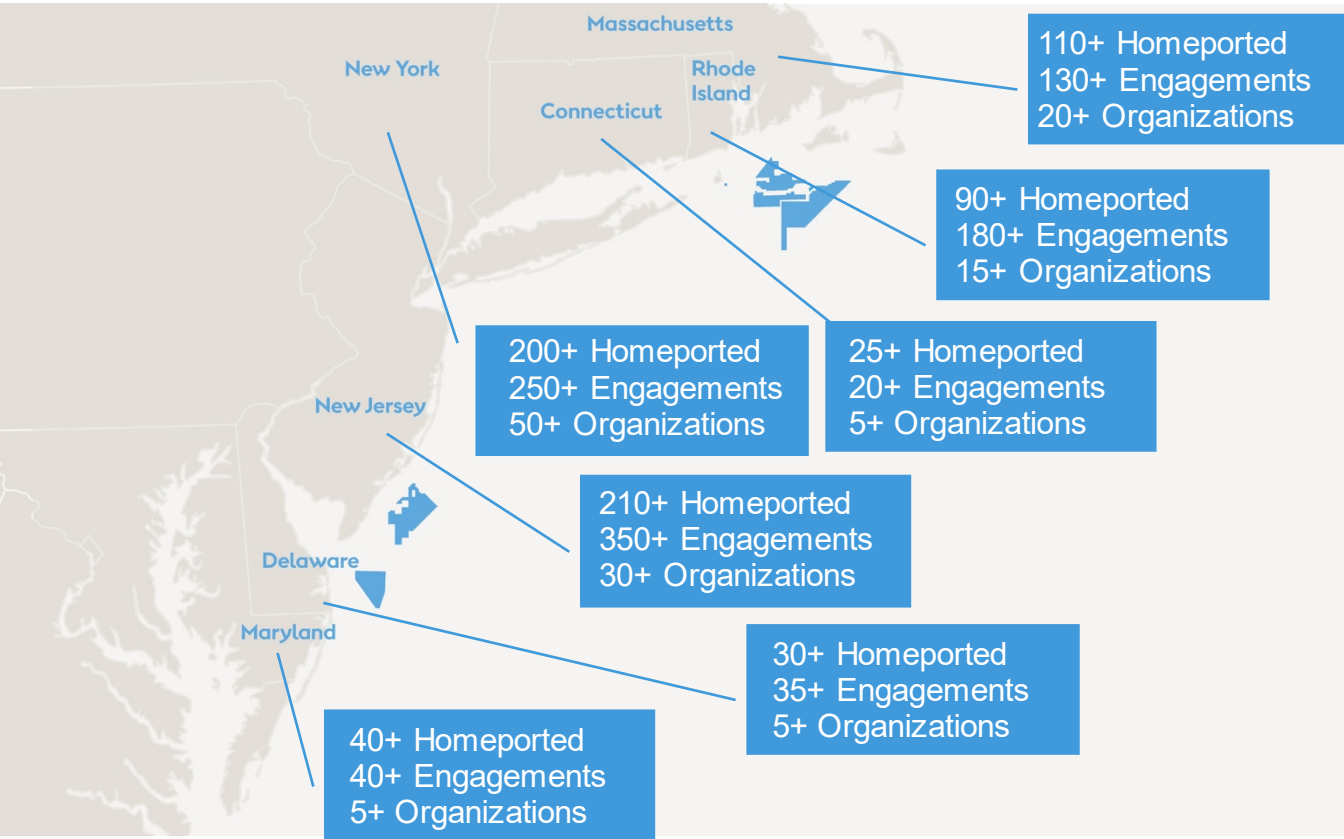 Massachusetts
New York
Rhode
Island
Connecticut
110+ Homeported
130+ Engagements
20+ Organizations
90+ Homeported
180+ Engagements
15+ Organizations
200+ Homeported
250+ Engagements
50+ Organizations
25+ Homeported
20+ Engagements
5+ Organizations
New Jersey
210+ Homeported
350+ Engagements
30+ Organizations
Delaware
Maryland
30+ Homeported
35+ Engagements
5+ Organizations
40+ Homeported
40+ Engagements
5+ Organizations